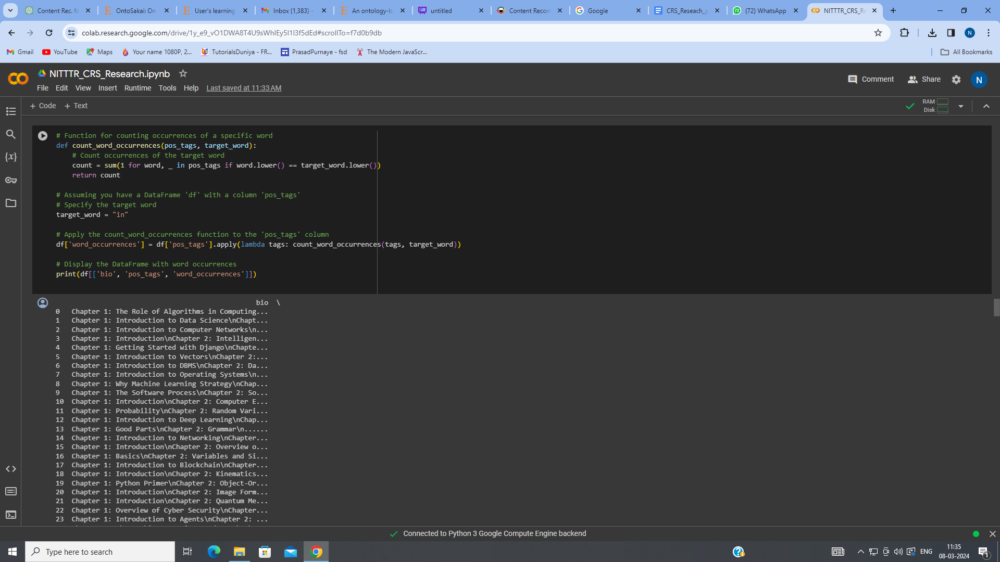 Content Rec. fo
OntoSakai: On
User's learning
Inbox (1,383) -
An ontology-b
untitled
Content Recom
Google
CRS_Reseach_p
(72) WhatsApp
NITTTR_CRS_Re
colab.research.google.com/drive/1y_e9_vO1DWA8T4U9sWhlEy5l1I3f5dEd#scrollTo=f7d0b9db
Gmail
YouTube
Maps
Your name 1080P, 2...
TutorialsDuniya - FR...
PrasadPurnaye - fsd
The Modern JavaScr...
All Bookmarks
NITTTR_CRS_Research.ipynb
File Edit View Insert Runtime Tools Help Last saved at 11:33 AM
Comment Share N
+ Code + Text
RAM
Disk
# Function for counting occurrences of a specific word
def count_word_occurrences(pos_tags, target_word):
    # Count occurrences of the target word
    count = sum(1 for word, _ in pos_tags if word.lower() == target_word.lower())
    return count
# Assuming you have a DataFrame 'df' with a column 'pos_tags'
# Specify the target word
target_word = "in"
# Apply the count_word_occurrences function to the 'pos_tags' column
df['word_occurrences'] = df['pos_tags'].apply(lambda tags: count_word_occurrences(tags, target_word))
# Display the DataFrame with word occurrences
print(df[['bio', 'pos_tags', 'word_occurrences']])
bio \
0 Chapter 1: The Role of Algorithms in Computing...
1 Chapter 1: Introduction to Data Science\nChapt...
2 Chapter 1: Introduction to Computer Networks\n...
3 Chapter 1: Introduction\nChapter 2: Intelligen...
4 Chapter 1: Getting Started with Django\nChapte...
5 Chapter 1: Introduction to Vectors\nChapter 2:...
6 Chapter 1: Introduction to DBMS\nChapter 2: Da...
7 Chapter 1: Introduction to Operating Systems\n...
8 Chapter 1: Why Machine Learning Strategy\nChap...
9 Chapter 1: The Software Process\nChapter 2: So...
10 Chapter 1: Introduction\nChapter 2: Computer E...
11 Chapter 1: Probability\nChapter 2: Random Vari...
12 Chapter 1: Introduction to Deep Learning\nChap...
13 Chapter 1: Good Parts\nChapter 2: Grammar\n......
14 Chapter 1: Introduction to Networking\nChapter...
15 Chapter 1: Introduction\nChapter 2: Overview o...
16 Chapter 1: Basics\nChapter 2: Variables and Si...
17 Chapter 1: Introduction to Blockchain\nChapter...
18 Chapter 1: Introduction\nChapter 2: Kinematics...
19 Chapter 1: Python Primer\nChapter 2: Object-Or...
20 Chapter 1: Introduction\nChapter 2: Image Form...
21 Chapter 1: Introduction\nChapter 2: Quantum Me...
22 Chapter 1: Overview of Cyber Security\nChapter...
23 Chapter 1: Introduction to Agents\nChapter 2: ...
Connected to Python 3 Google Compute Engine backend
Type here to search
ENG
11:35
08-03-2024
1